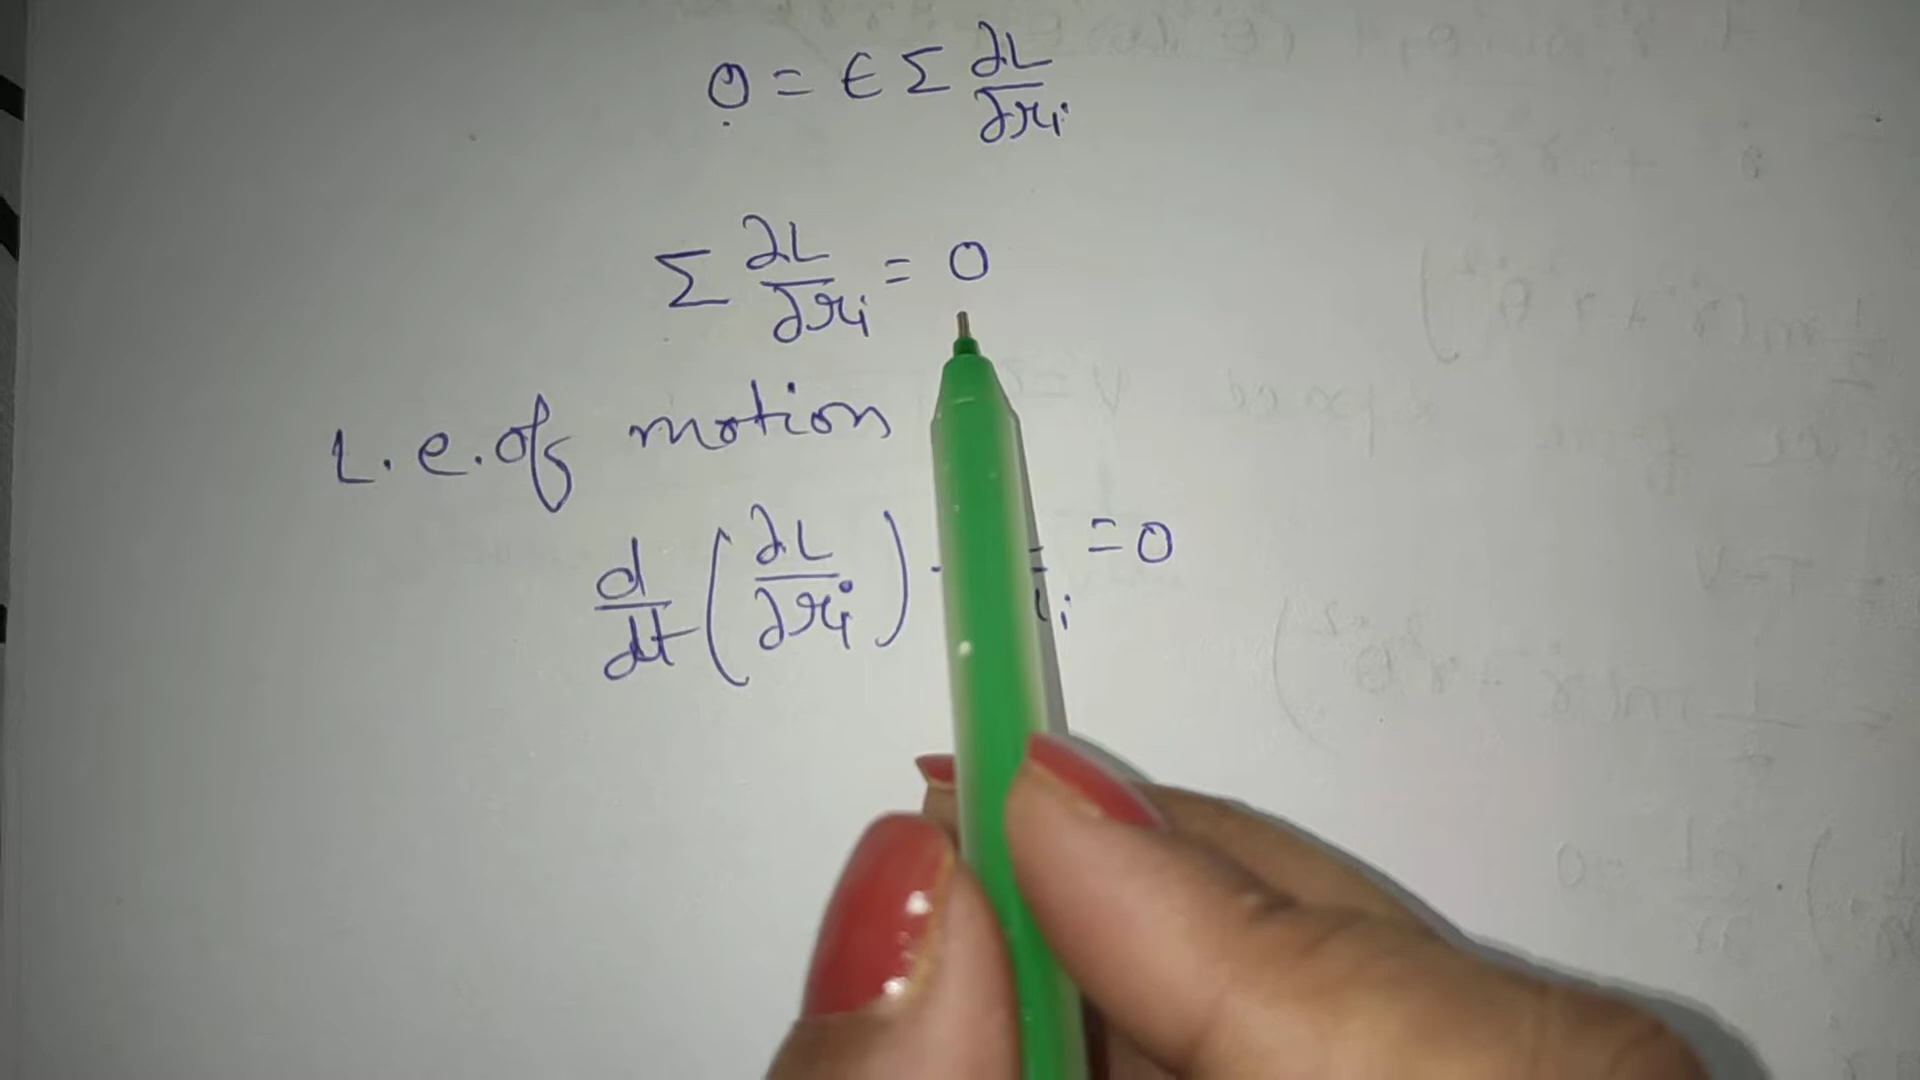 0 = ϵ Σ ∂L/∂ri
Σ ∂L/∂ri = 0
L.e.of motion
d/dt (∂L/∂ṙi) - = 0